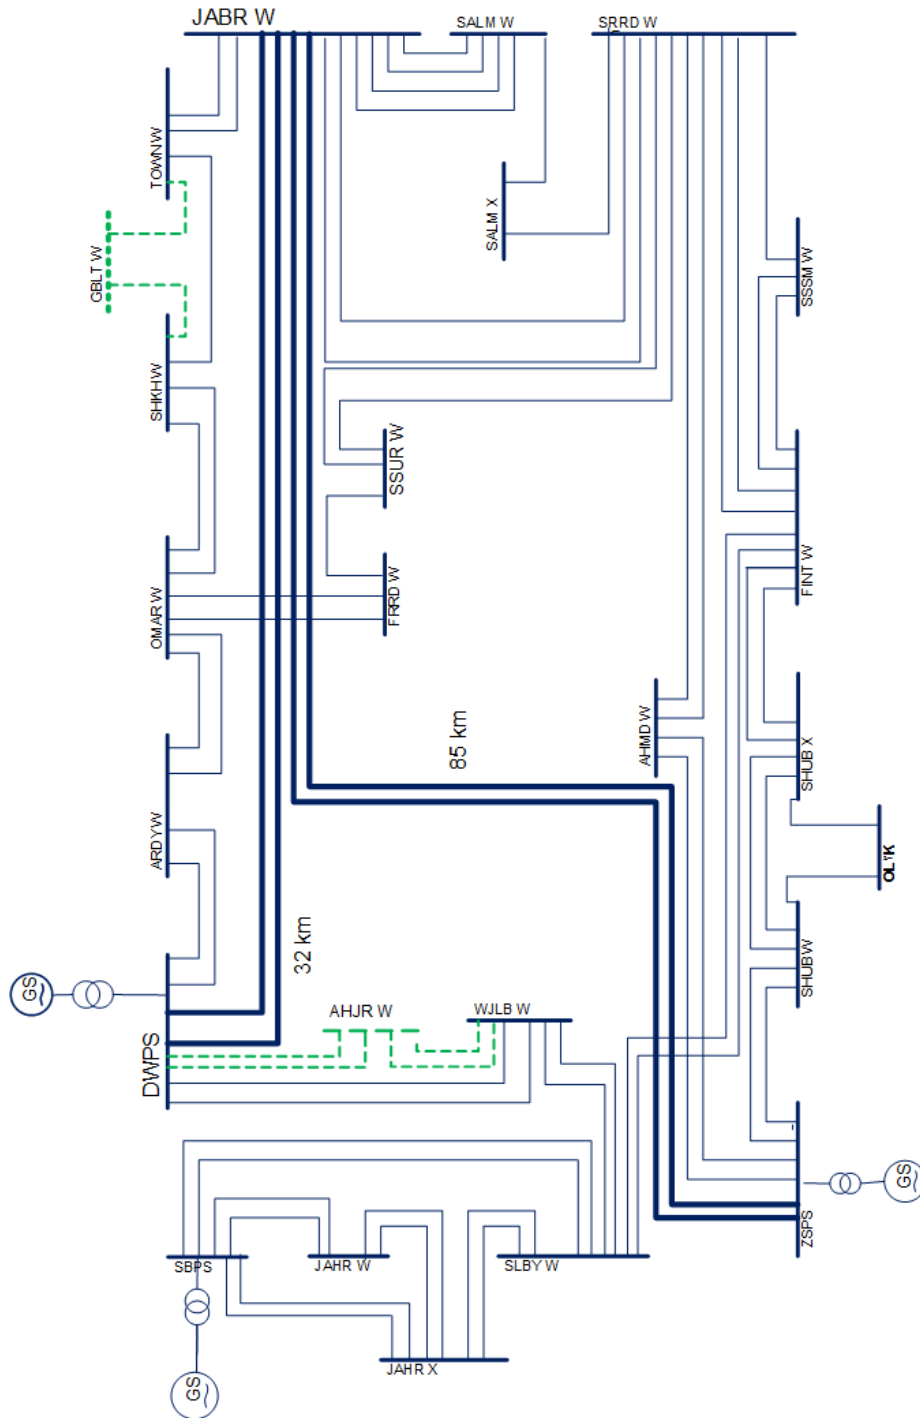 JABR W
SALM W
SRRD W
TOWN W
SALM X
GBLT W
SSSM W
SHKH W
SSUR W
OMAR W
FRRD W
FINT W
AHMD W
85 km
SHUB X
ARDY W
32 km
GS
AHJR W
WJLB W
SHUB W
DWPS
GS
ZSPS
SBPS
JAHR W
SLBY W
JAHR X
GS